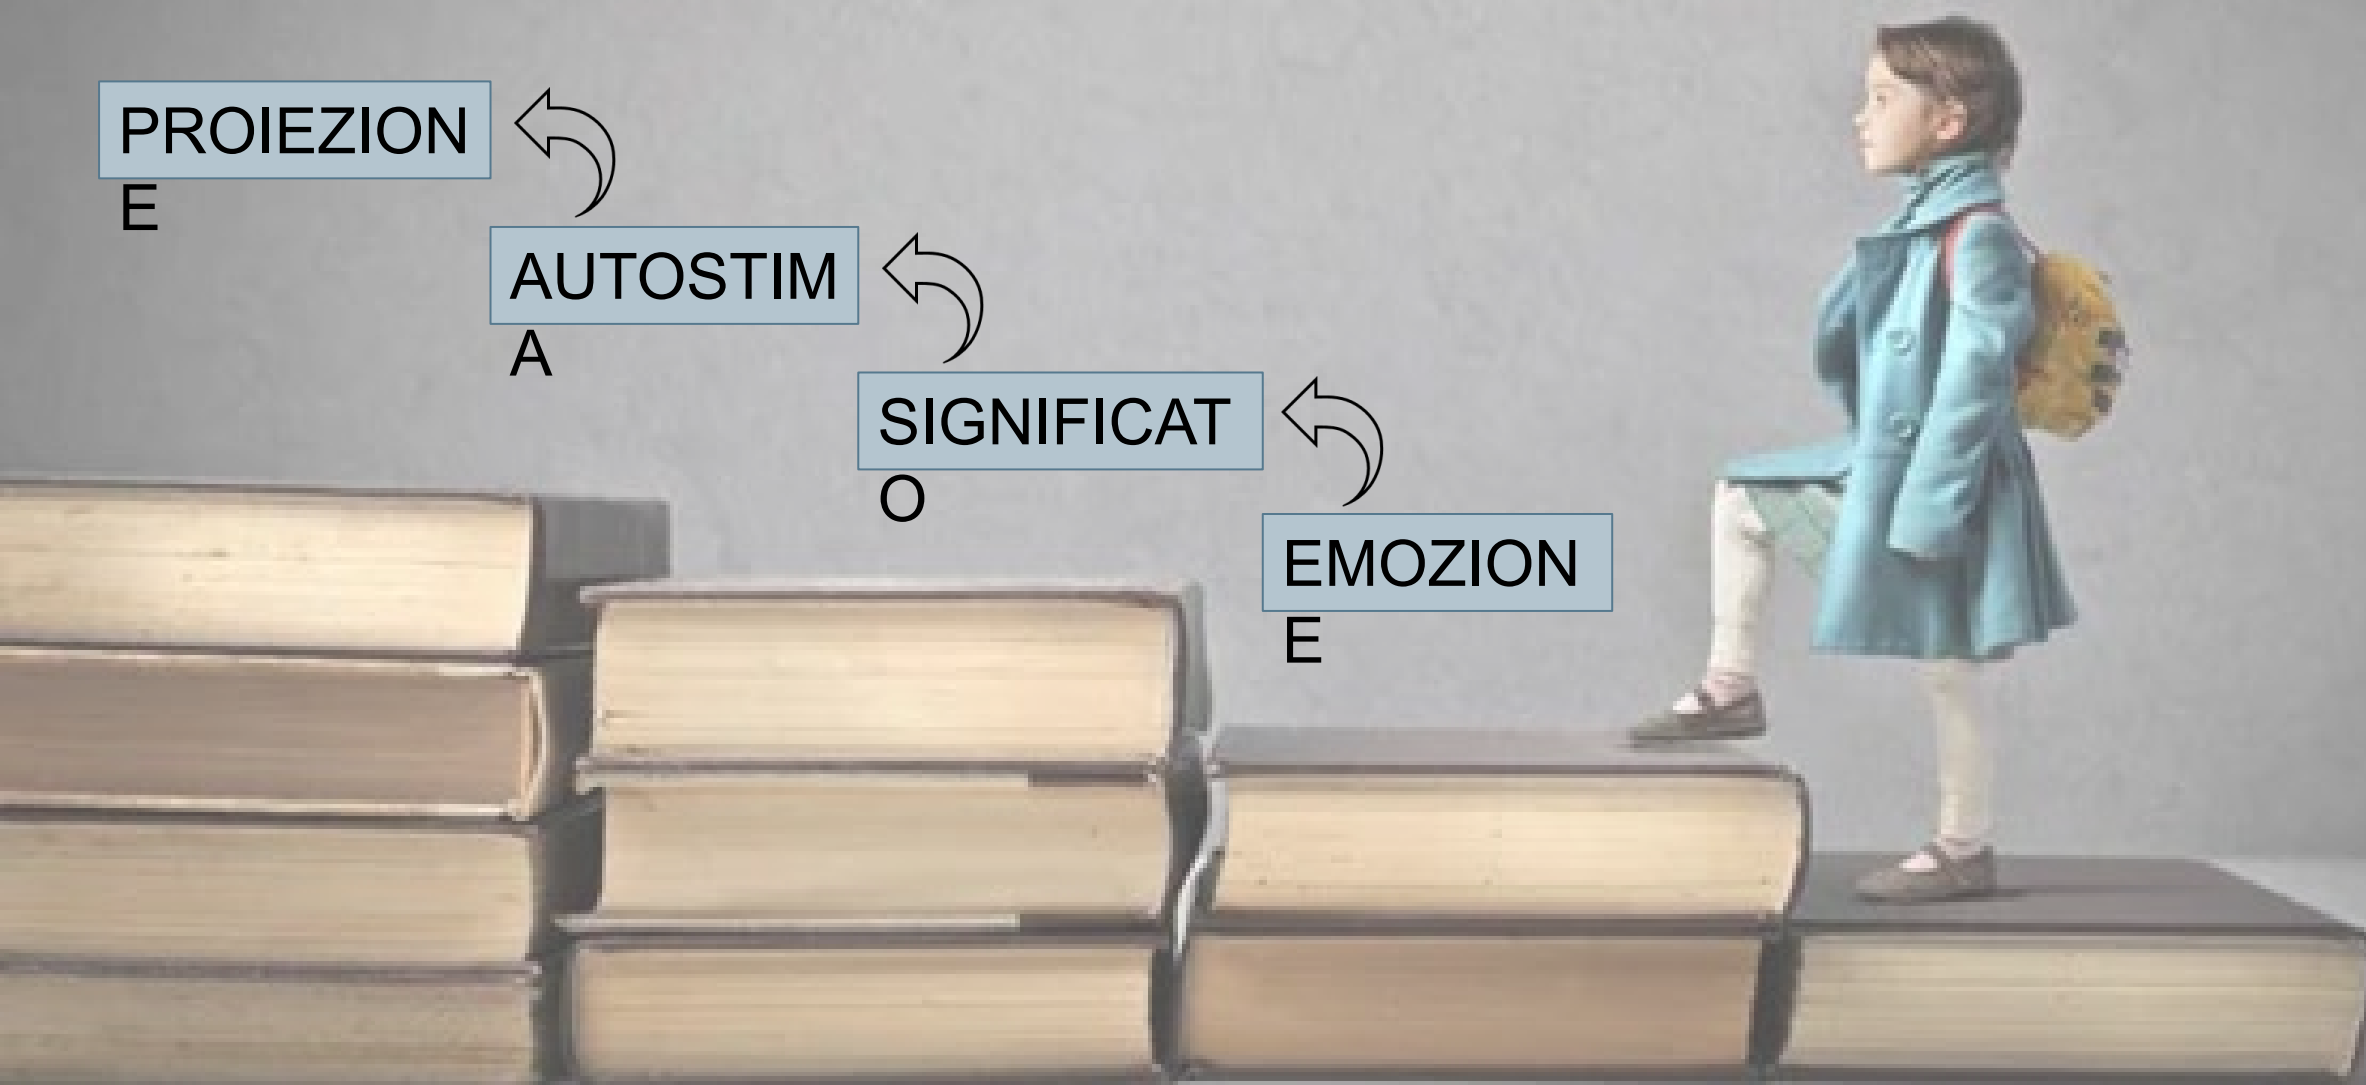 PROIEZION
E
AUTOSTIM
A
SIGNIFICAT
O
EMOZION
E